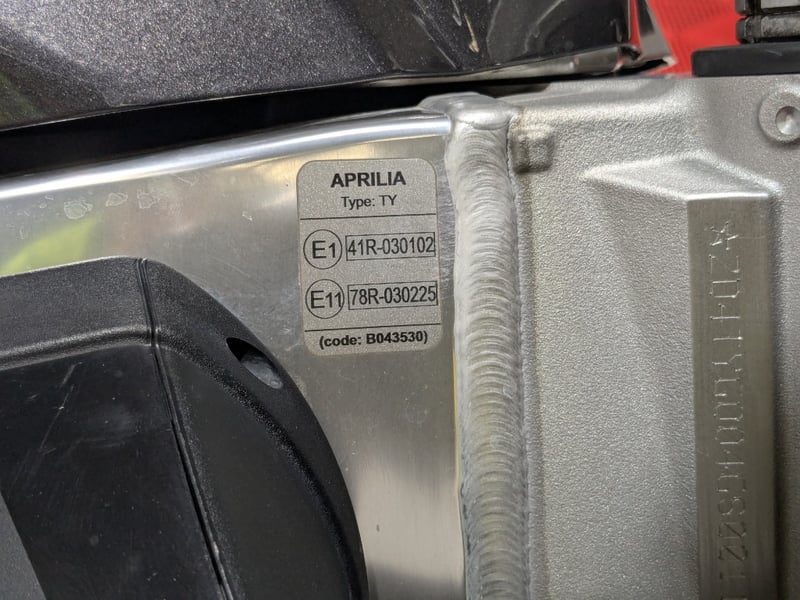 APRILIA
Type: TY
E1 41R-030102
E11 78R-030225
(code: B043530)